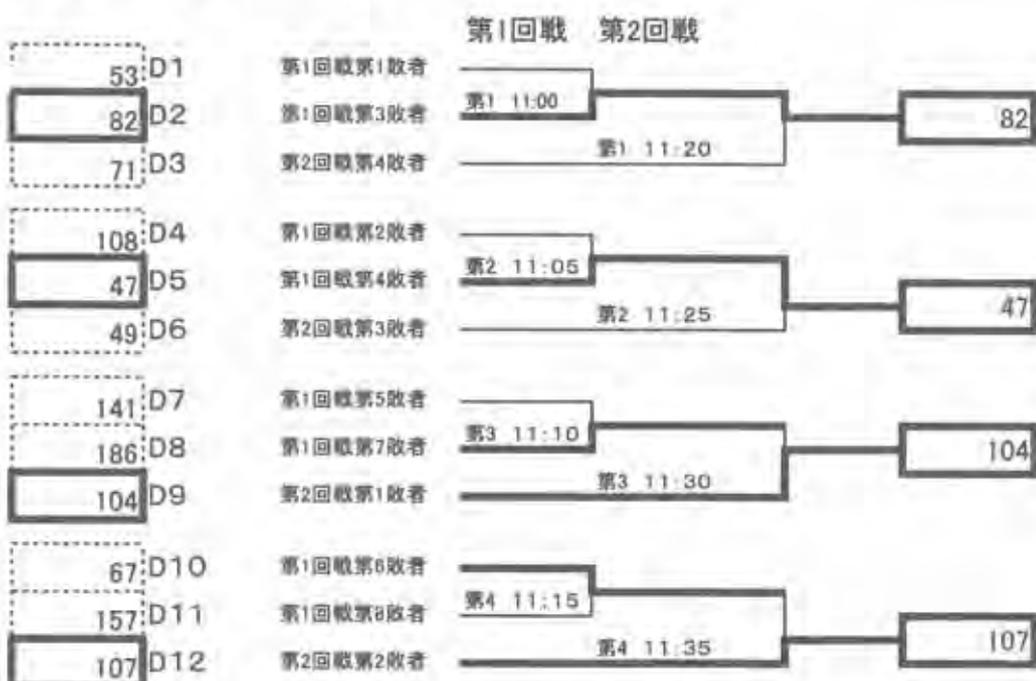 第1回戦 第2回戦
53 D1 第1回戦第1敗者
第1 11:00
82 D2 第1回戦第3敗者 82
第1 11:20
71 D3 第2回戦第4敗者
108 D4 第1回戦第2敗者
第2 11:05
47 D5 第1回戦第4敗者 47
第2 11:25
49 D6 第2回戦第3敗者
141 D7 第1回戦第5敗者
第3 11:10
186 D8 第1回戦第7敗者 104
第3 11:30
104 D9 第2回戦第1敗者
67 D10 第1回戦第6敗者
第4 11:15
157 D11 第1回戦第8敗者
第4 11:35 107
107 D12 第2回戦第2敗者